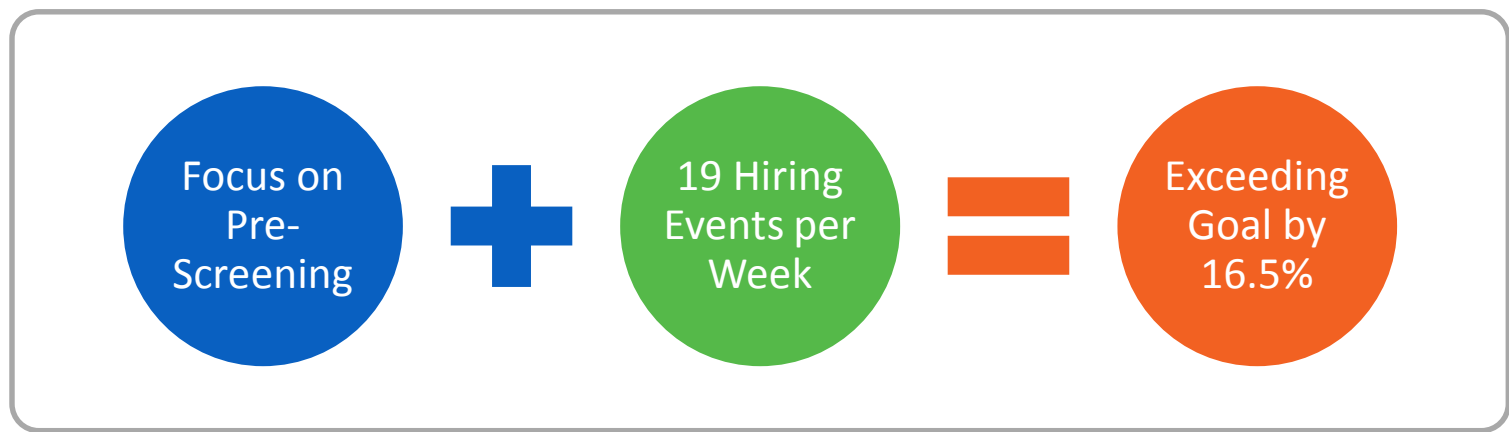 Focus on
Pre-
Screening
19 Hiring
Events per
Week
Exceeding
Goal by
16.5%